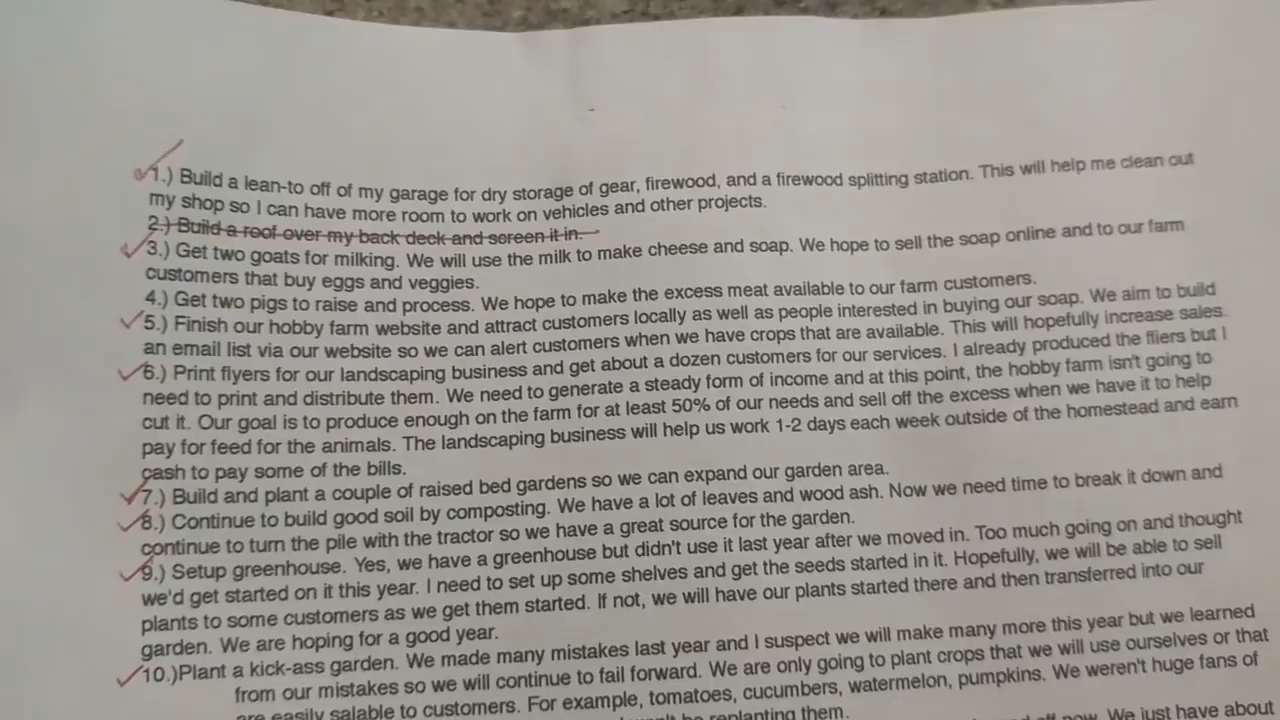 1.) Build a lean-to off of my garage for dry storage of gear, firewood, and a firewood splitting station. This will help me clean out
my shop so I can have more room to work on vehicles and other projects.
2.) Build a roof over my back deck and screen it in.
3.) Get two goats for milking. We will use the milk to make cheese and soap. We hope to sell the soap online and to our farm
customers that buy eggs and veggies.
4.) Get two pigs to raise and process. We hope to make the excess meat available to our farm customers.
5.) Finish our hobby farm website and attract customers locally as well as people interested in buying our soap. We aim to build
an email list via our website so we can alert customers when we have crops that are available. This will hopefully increase sales.
6.) Print flyers for our landscaping business and get about a dozen customers for our services. I already produced the fliers but I
need to print and distribute them. We need to generate a steady form of income and at this point, the hobby farm isn't going to
cut it. Our goal is to produce enough on the farm for at least 50% of our needs and sell off the excess when we have it to help
pay for feed for the animals. The landscaping business will help us work 1-2 days each week outside of the homestead and earn
cash to pay some of the bills.
7.) Build and plant a couple of raised bed gardens so we can expand our garden area.
8.) Continue to build good soil by composting. We have a lot of leaves and wood ash. Now we need time to break it down and
continue to turn the pile with the tractor so we have a great source for the garden.
9.) Setup greenhouse. Yes, we have a greenhouse but didn't use it last year after we moved in. Too much going on and thought
we'd get started on it this year. I need to set up some shelves and get the seeds started in it. Hopefully, we will be able to sell
plants to some customers as we get them started. If not, we will have our plants started there and then transferred into our
garden. We are hoping for a good year.
10.)Plant a kick-ass garden. We made many mistakes last year and I suspect we will make many more this year but we learned
from our mistakes so we will continue to fail forward. We are only going to plant crops that we will use ourselves or that
are easily salable to customers. For example, tomatoes, cucumbers, watermelon, pumpkins. We weren't huge fans of
be replanting them.
off now. We just have about